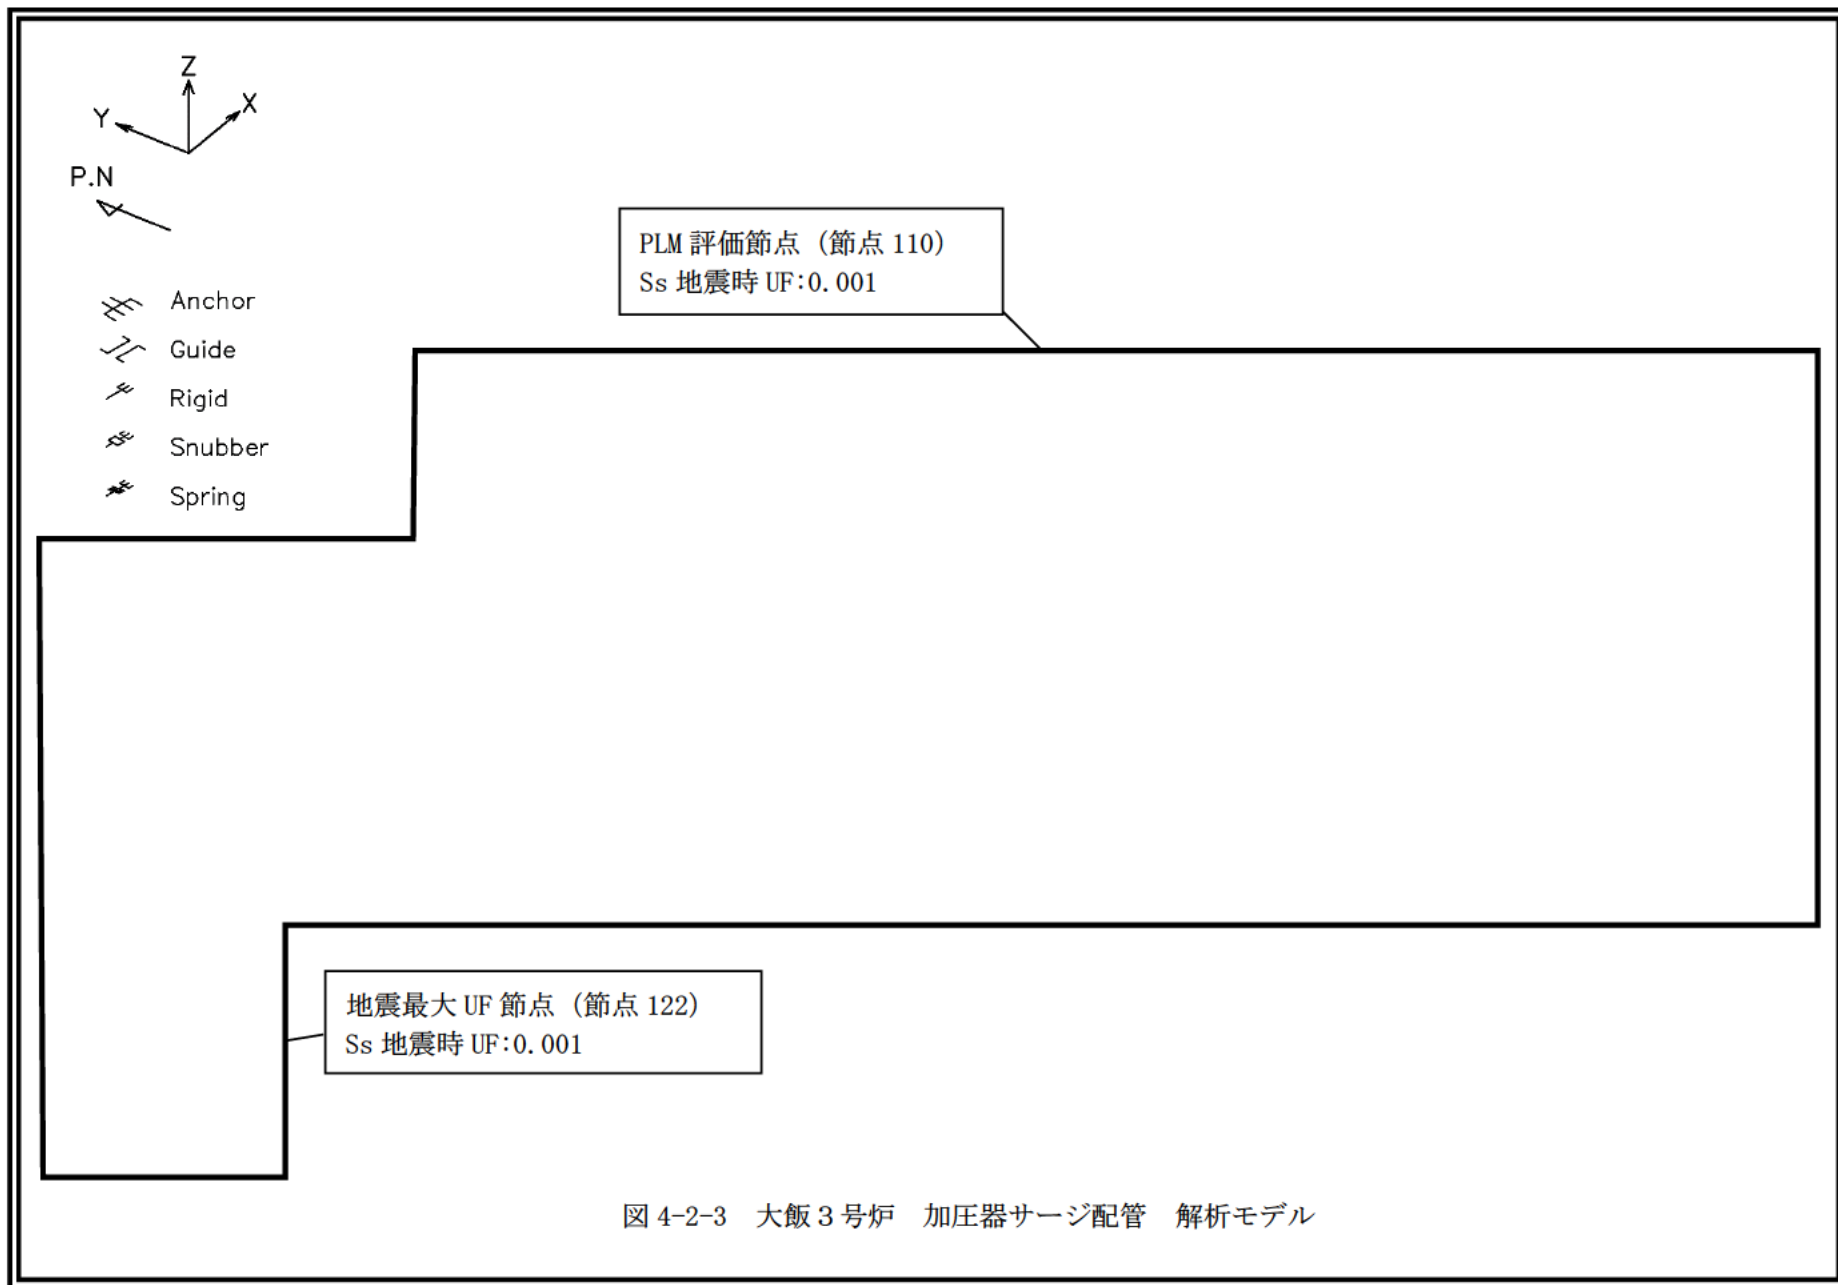 Z
X
Y
P.N
Anchor
Guide
Rigid
Snubber
Spring
PLM 評価節点（節点 110）
Ss 地震時 UF:0.001
地震最大 UF 節点（節点 122）
Ss 地震時 UF:0.001
図 4-2-3　大飯３号炉　加圧器サージ配管　解析モデル